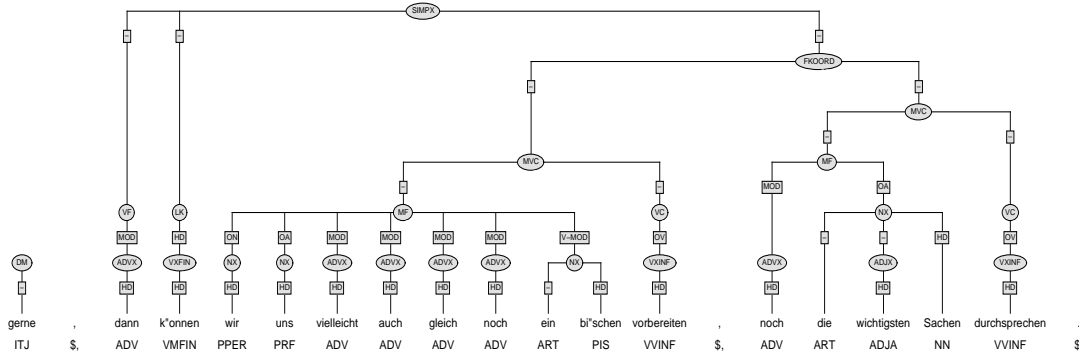 SIMPX
– – –
FKOORD
– –
MVC
– –
MVC MF
– – MOD OA
VF LK MF VC NX VC
MOD HD ON OA MOD MOD MOD MOD V–MOD OV – – HD OV
DM ADVX VXFIN NX NX ADVX ADVX ADVX ADVX NX VXINF ADVX ADJX VXINF
– HD HD HD HD HD HD HD HD – HD HD HD HD HD
gerne , dann k"onnen wir uns vielleicht auch gleich noch ein bi"schen vorbereiten , noch die wichtigsten Sachen durchsprechen .
ITJ $, ADV VMFIN PPER PRF ADV ADV ADV ADV ART PIS VVINF $, ADV ART ADJA NN VVINF